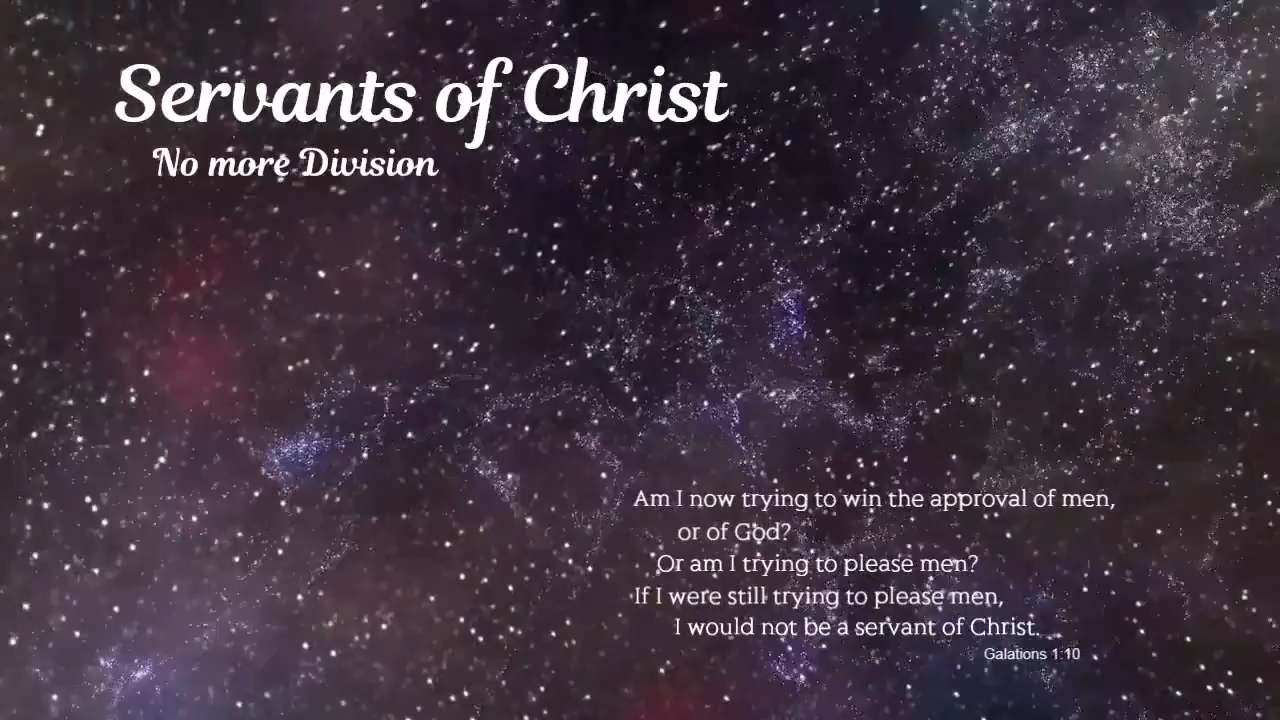 Servants of Christ
No more Division
Am I now trying to win the approval of men,
or of God?
Or am I trying to please men?
If I were still trying to please men,
I would not be a servant of Christ.
Galations 1:10